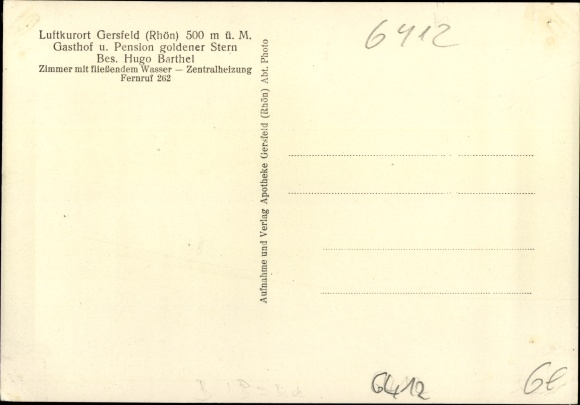 Luftkurort Gersfeld (Rhön) 500 m ü. M.
Gasthof u. Pension goldener Stern
Bes. Hugo Barthel
Zimmer mit fließendem Wasser — Zentralheizung
Fernruf 262
Aufnahme und Verlag Apotheke Gersfeld (Rhön) Abt. Photo
6412
6412